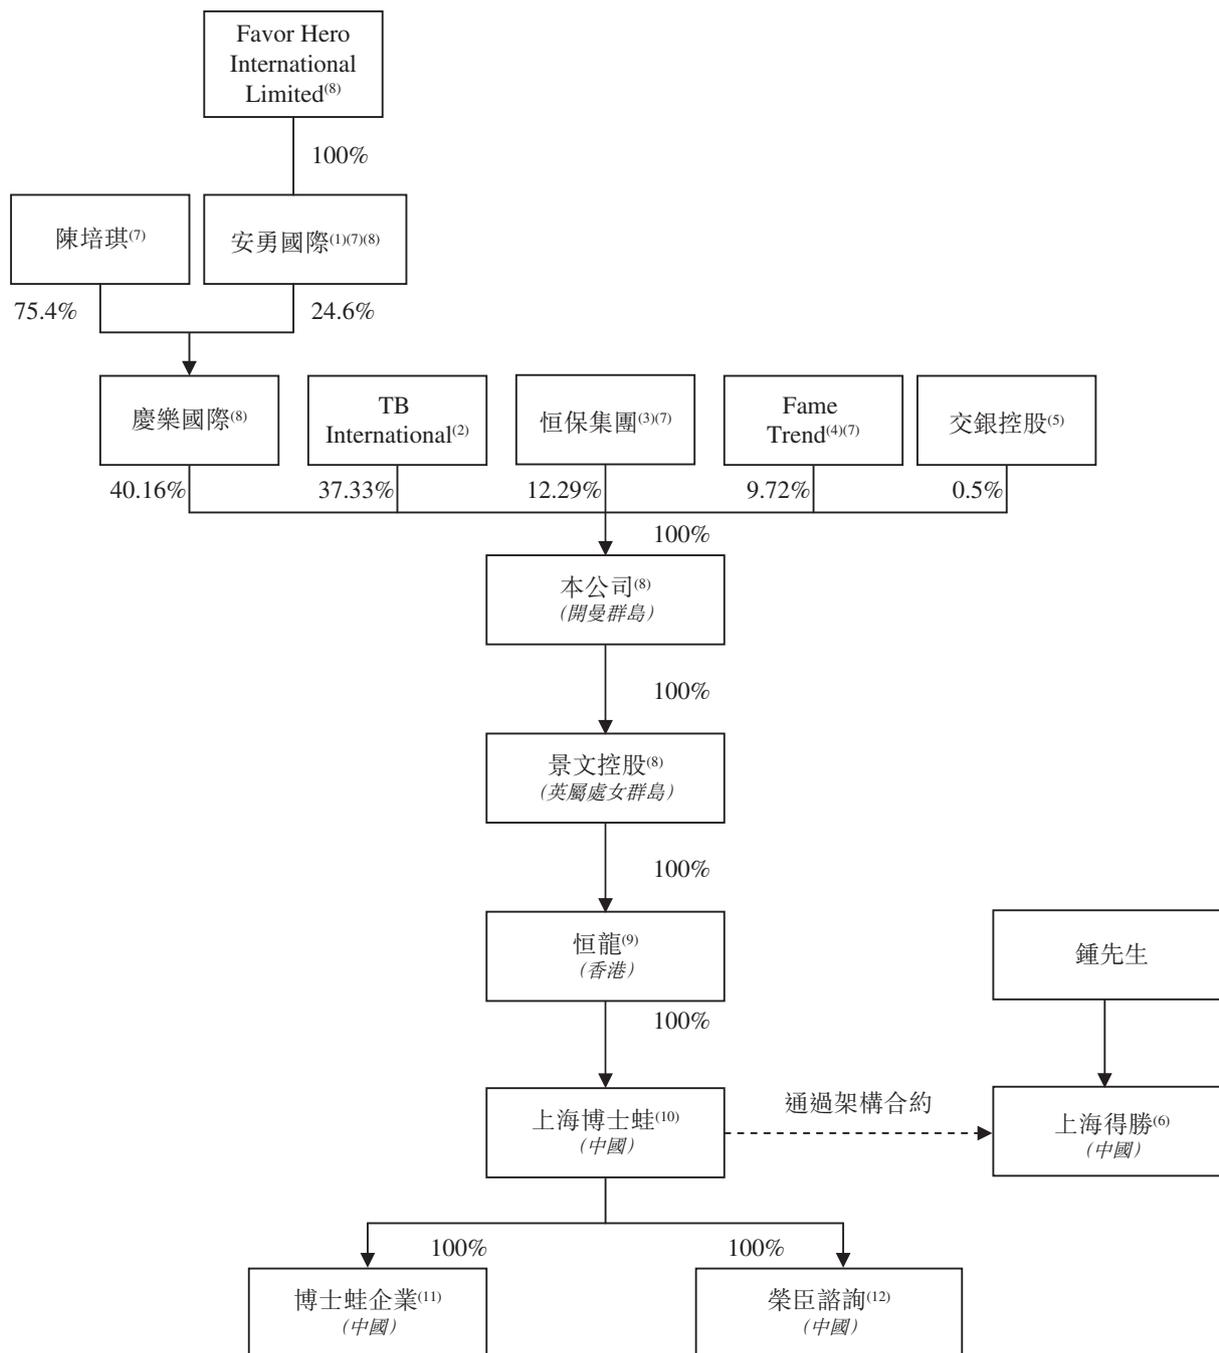 Favor Hero
International
Limited(8)
100%
陳培琪(7)
安勇國際(1)(7)(8)
75.4%
24.6%
慶樂國際(8)
TB
International(2)
恒保集團(3)(7)
Fame
Trend(4)(7)
交銀控股(5)
40.16%
37.33%
12.29%
9.72%
0.5%
100%
本公司(8)
（開曼群島）
100%
景文控股(8)
（英屬處女群島）
100%
恒龍(9)
（香港）
鍾先生
100%
上海博士蛙(10)
（中國）
通過架構合約
上海得勝(6)
（中國）
100%
100%
博士蛙企業(11)
（中國）
榮臣諮詢(12)
（中國）